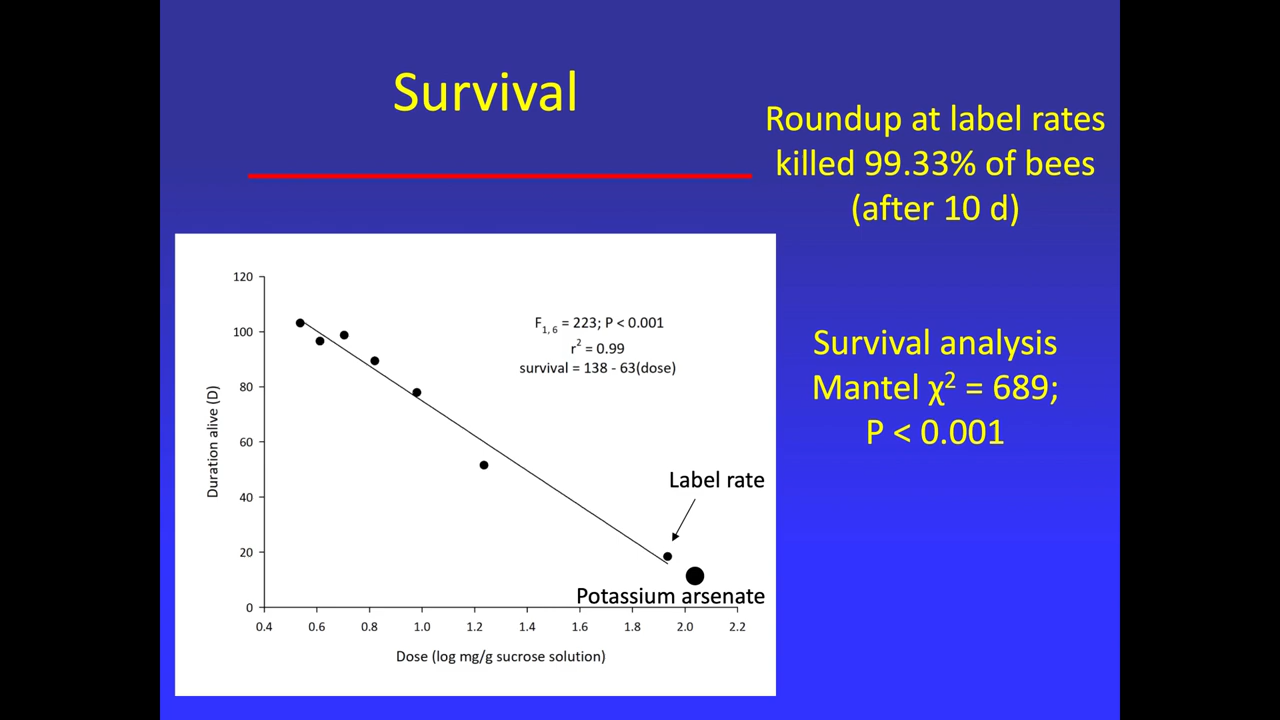 Survival
Roundup at label rates
killed 99.33% of bees
(after 10 d)
Survival analysis
Mantel χ² = 689;
P < 0.001
120
100
80
60
40
20
0
Duration alive (D)
F1, 6 = 223; P < 0.001
r² = 0.99
survival = 138 - 63(dose)
Label rate
Potassium arsenate
0.4 0.6 0.8 1.0 1.2 1.4 1.6 1.8 2.0 2.2
Dose (log mg/g sucrose solution)